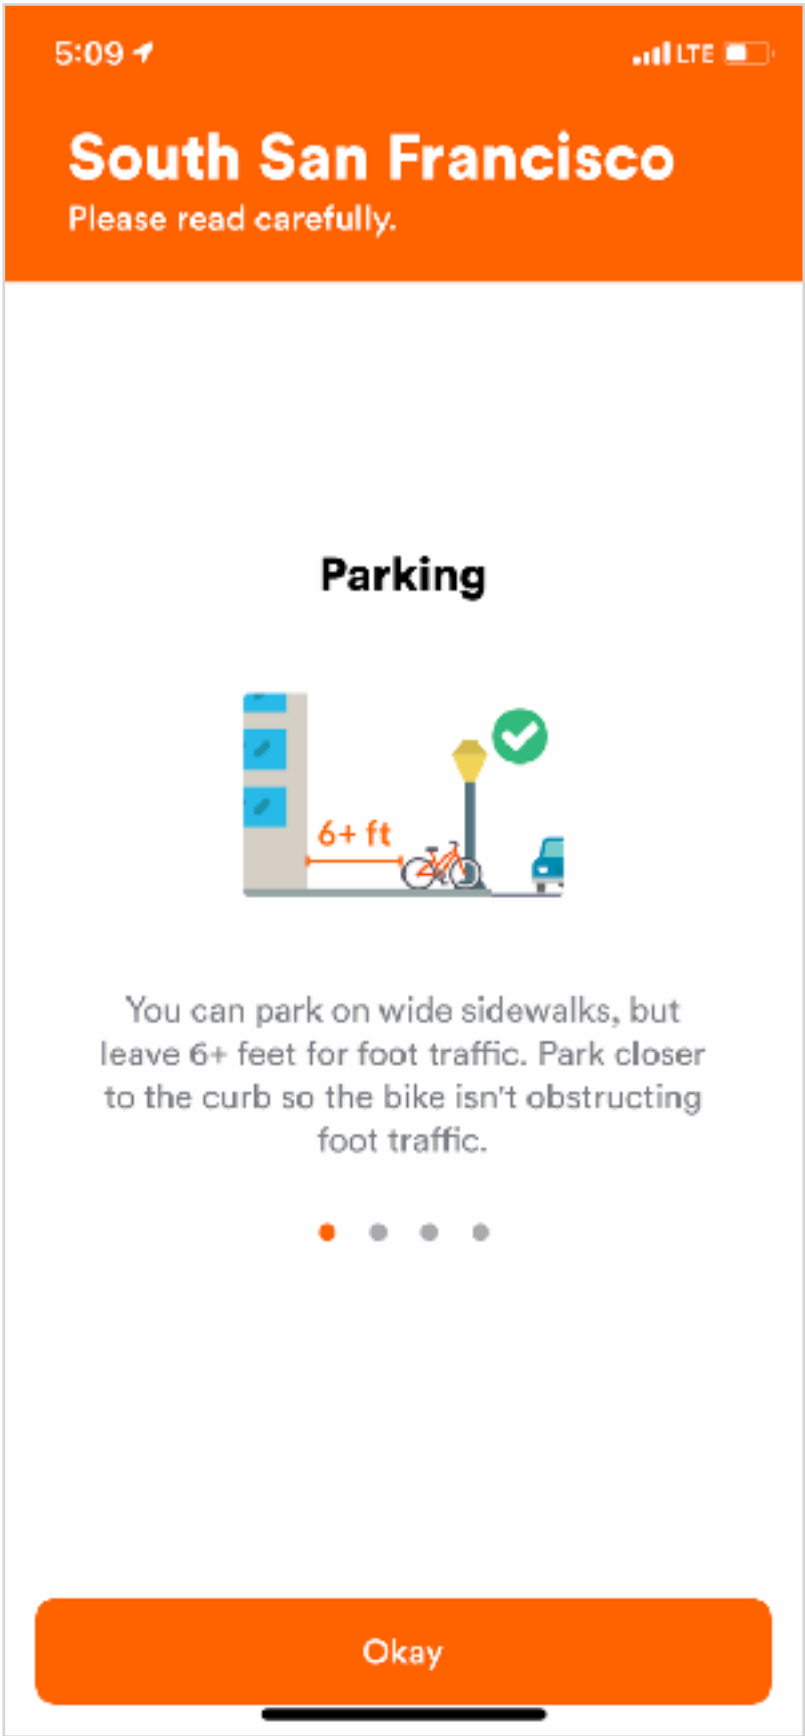 5:09
LTE
South San Francisco
Please read carefully.
Parking
6+ ft
You can park on wide sidewalks, but
leave 6+ feet for foot traffic. Park closer
to the curb so the bike isn't obstructing
foot traffic.
Okay